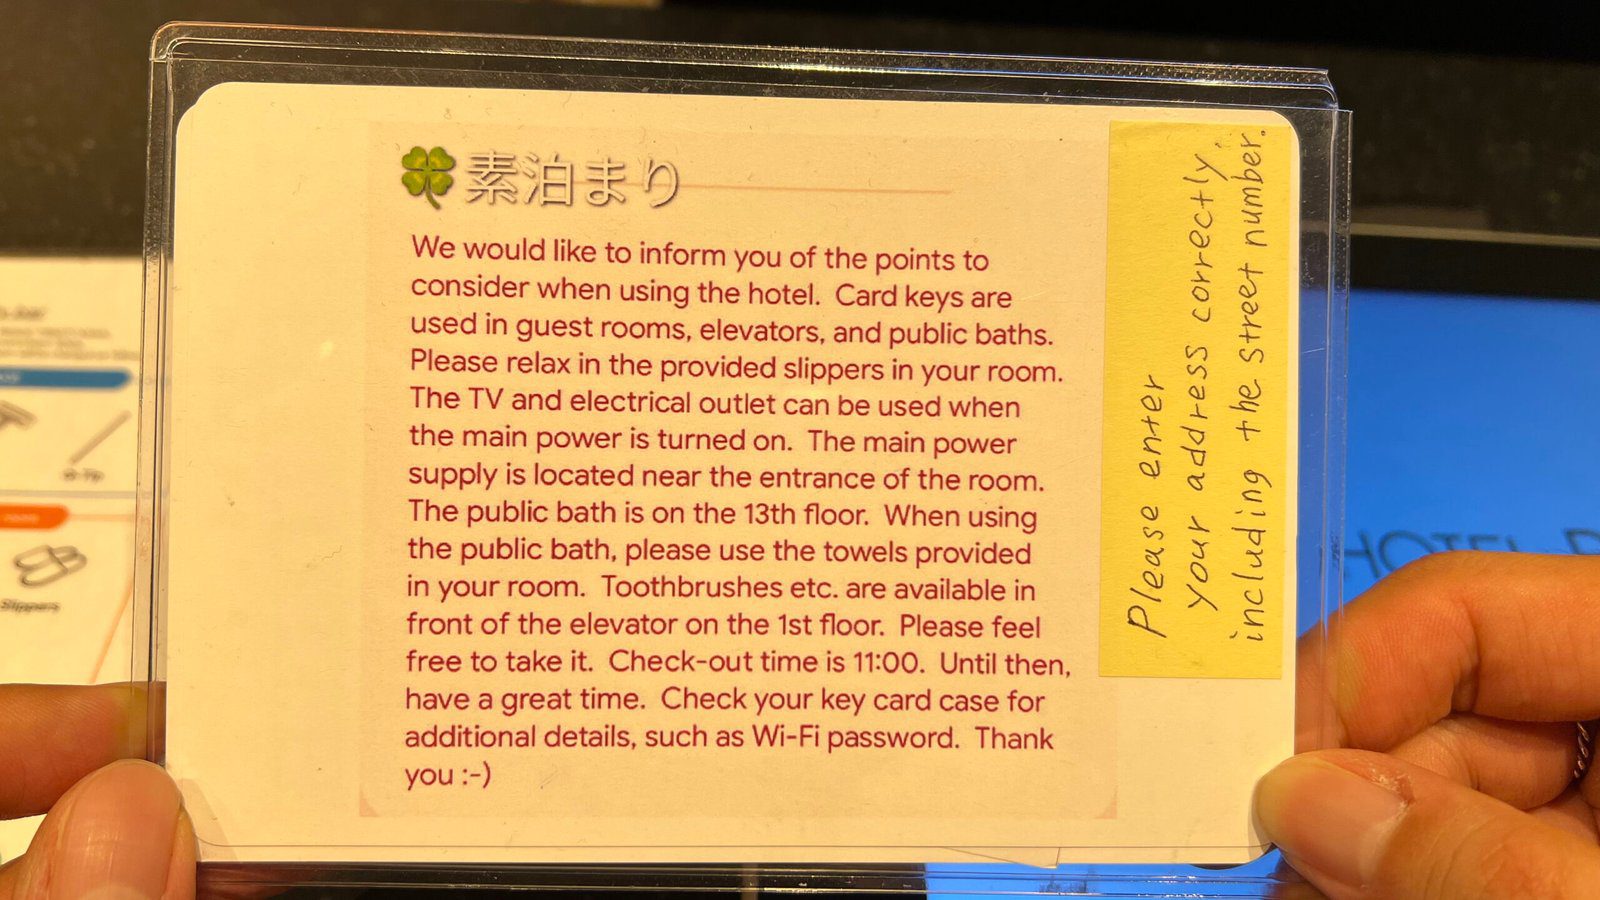 🍀素泊まり
We would like to inform you of the points to
consider when using the hotel.  Card keys are
used in guest rooms, elevators, and public baths.
Please relax in the provided slippers in your room.
The TV and electrical outlet can be used when
the main power is turned on.  The main power
supply is located near the entrance of the room.
The public bath is on the 13th floor.  When using
the public bath, please use the towels provided
in your room.  Toothbrushes etc. are available in
front of the elevator on the 1st floor.  Please feel
free to take it.  Check-out time is 11:00.  Until then,
have a great time.  Check your key card case for
additional details, such as Wi-Fi password.  Thank
you :-)
Please enter
your address correctly.
including the street number.
Slippers
HOTEL